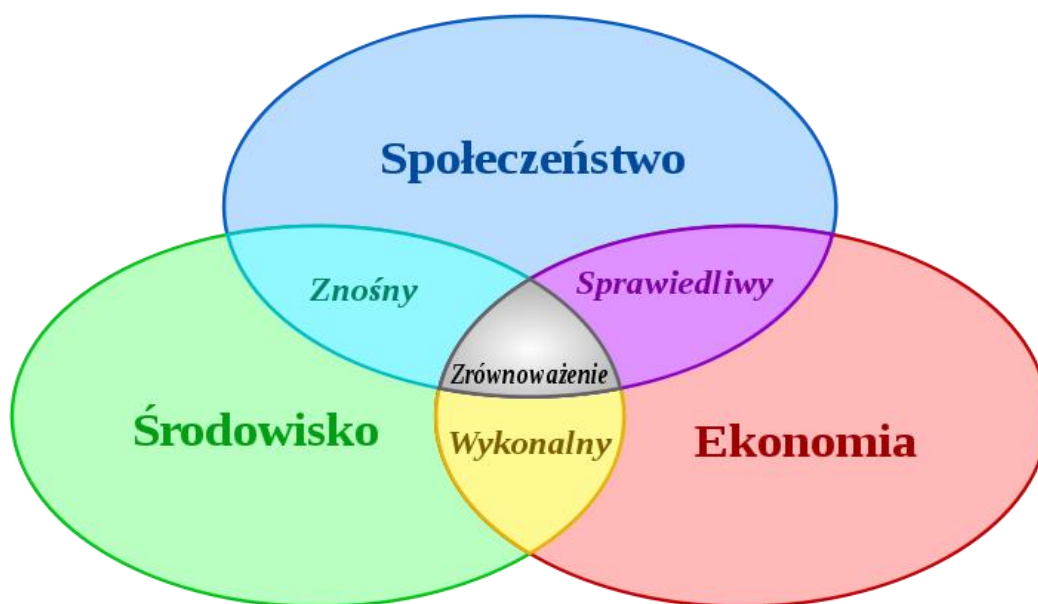 Społeczeństwo
Znośny
Sprawiedliwy
Zrównoważenie
Środowisko
Wykonalny
Ekonomia